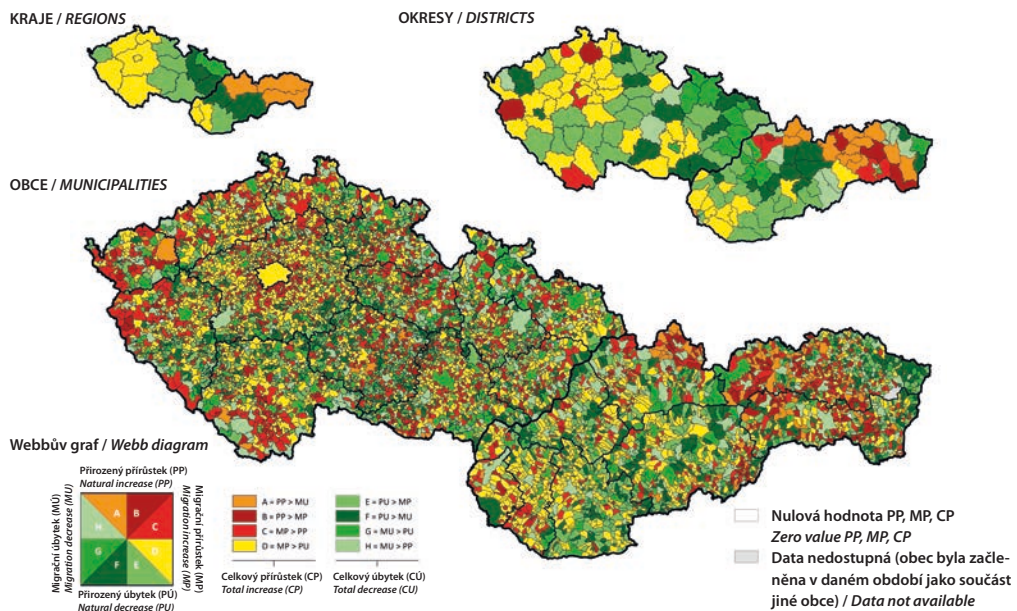 KRAJE / REGIONS
OKRESY / DISTRICTS
OBCE / MUNICIPALITIES
Webbův graf / Webb diagram
Přirozený přírůstek (PP)
Natural increase (PP)
Migrační úbytek (MÚ)
Migration decrease (MU)
A
B
C
D
E
F
G
H
Migrační přírůstek (MP)
Migration increase (MP)
Přirozený úbytek (PÚ)
Natural decrease (PU)
A = PP > MU
B = PP > MP
C = MP > PP
D = MP > PU
Celkový přírůstek (CP)
Total increase (CP)
E = PU > MP
F = PU > MU
G = MU > PU
H = MU > PP
Celkový úbytek (CÚ)
Total decrease (CU)
Nulová hodnota PP, MP, CP
Zero value PP, MP, CP
Data nedostupná (obec byla začle-
něna v daném období jako součást
jiné obce) / Data not available